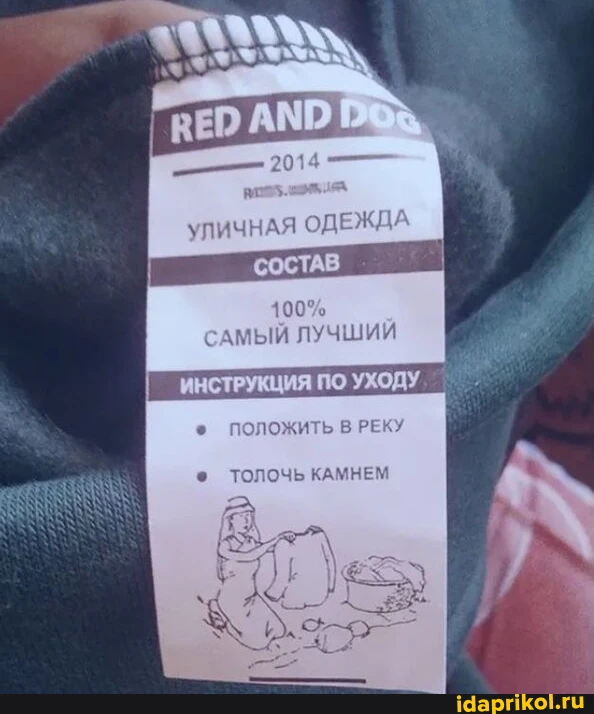 RED AND DOG
2014
УЛИЧНАЯ ОДЕЖДА
СОСТАВ
100%
САМЫЙ ЛУЧШИЙ
ИНСТРУКЦИЯ ПО УХОДУ
• ПОЛОЖИТЬ В РЕКУ
• ТОЛОЧЬ КАМНЕМ
idaprikol.ru